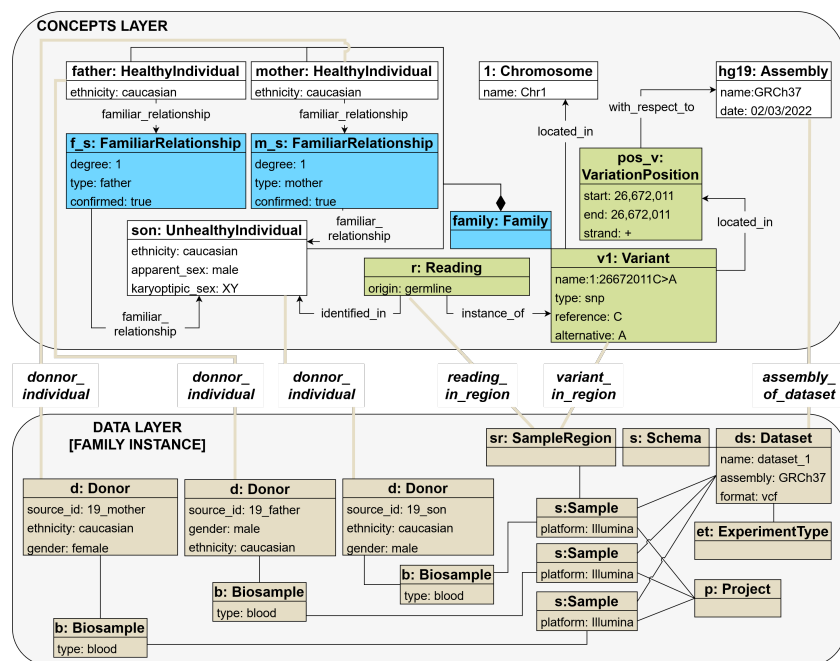 CONCEPTS LAYER
father: HealthyIndividual
ethnicity: caucasian
mother: HealthyIndividual
ethnicity: caucasian
1: Chromosome
name: Chr1
hg19: Assembly
name:GRCh37
date: 02/03/2022
familiar_relationship
familiar_relationship
with_respect_to
located_in
f_s: FamiliarRelationship
degree: 1
type: father
confirmed: true
m_s: FamiliarRelationship
degree: 1
type: mother
confirmed: true
pos_v:
VariationPosition
start: 26,672,011
end: 26,672,011
strand: +
familiar_
relationship
family: Family
located_in
son: UnhealthyIndividual
ethnicity: caucasian
apparent_sex: male
karyoptipic_sex: XY
r: Reading
origin: germline
v1: Variant
name:1:26672011C>A
type: snp
reference: C
alternative: A
familiar_
relationship
identified_in
instance_of
donnor_
individual
donnor_
individual
donnor_
individual
reading_
in_region
variant_
in_region
assembly_
of_dataset
DATA LAYER
[FAMILY INSTANCE]
sr: SampleRegion
s: Schema
ds: Dataset
name: dataset_1
assembly: GRCh37
format: vcf
d: Donor
source_id: 19_mother
ethnicity: caucasian
gender: female
d: Donor
source_id: 19_father
gender: male
ethnicity: caucasian
d: Donor
source_id: 19_son
ethnicity: caucasian
gender: male
s:Sample
platform: Illumina
et: ExperimentType
s:Sample
platform: Illumina
b: Biosample
type: blood
b: Biosample
type: blood
p: Project
s:Sample
platform: Illumina
b: Biosample
type: blood